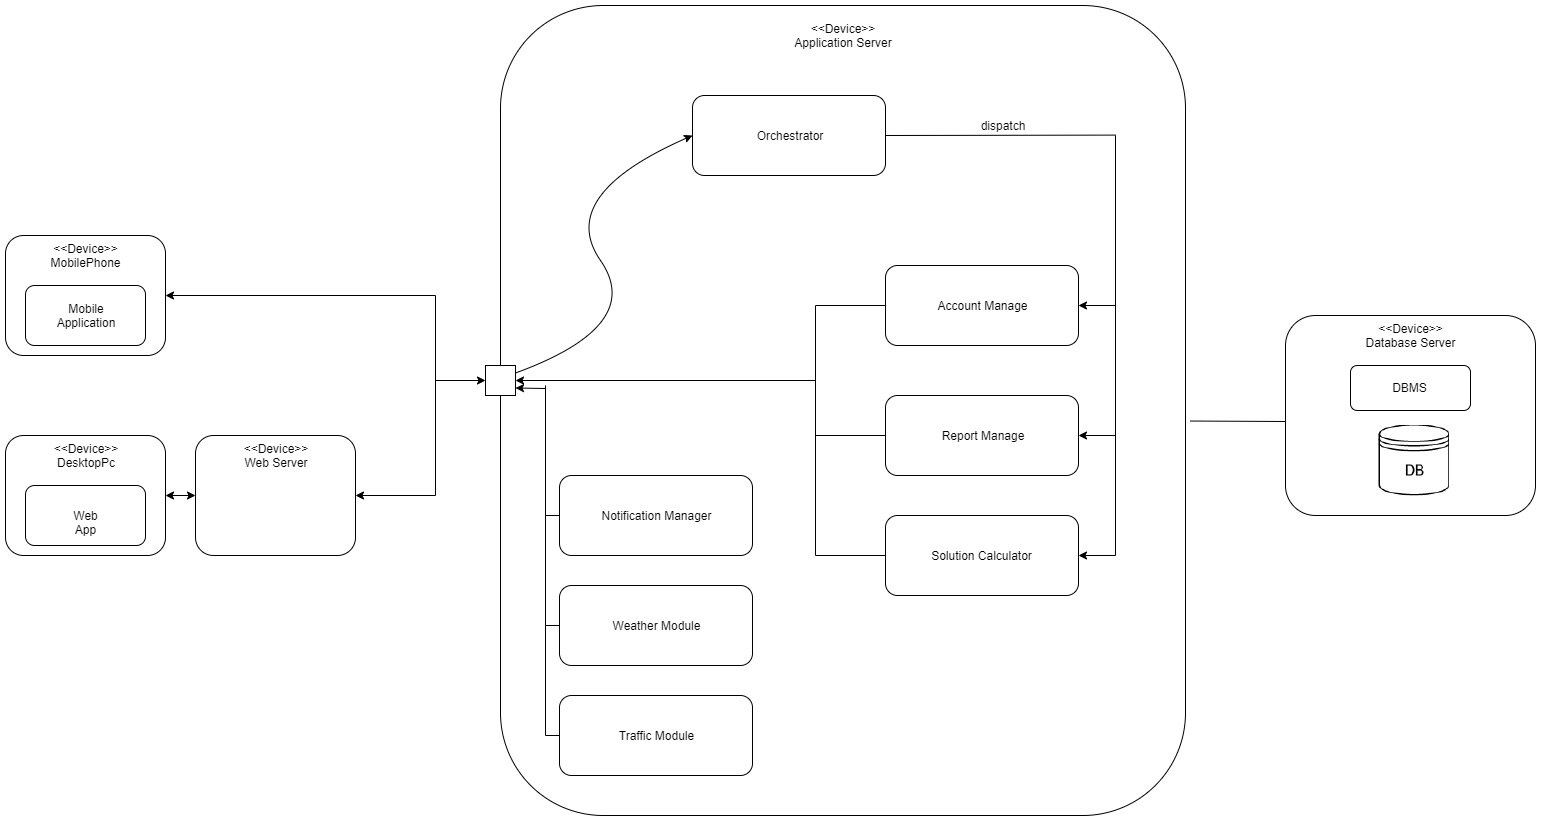 <<Device>>
Application Server
Orchestrator
dispatch
<<Device>>
MobilePhone
Mobile
Application
Account Manage
<<Device>>
Database Server
DBMS
DB
Report Manage
<<Device>>
DesktopPc
Web
App
<<Device>>
Web Server
Notification Manager
Solution Calculator
Weather Module
Traffic Module